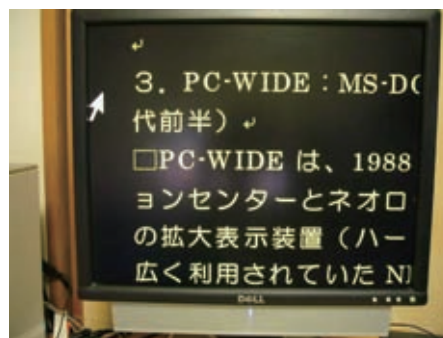 3．PC-WIDE：MS-DO
代前半）
□PC-WIDE は、1988
ョンセンターとネオロ
の拡大表示装置（ハー
広く利用されていた N
DELL